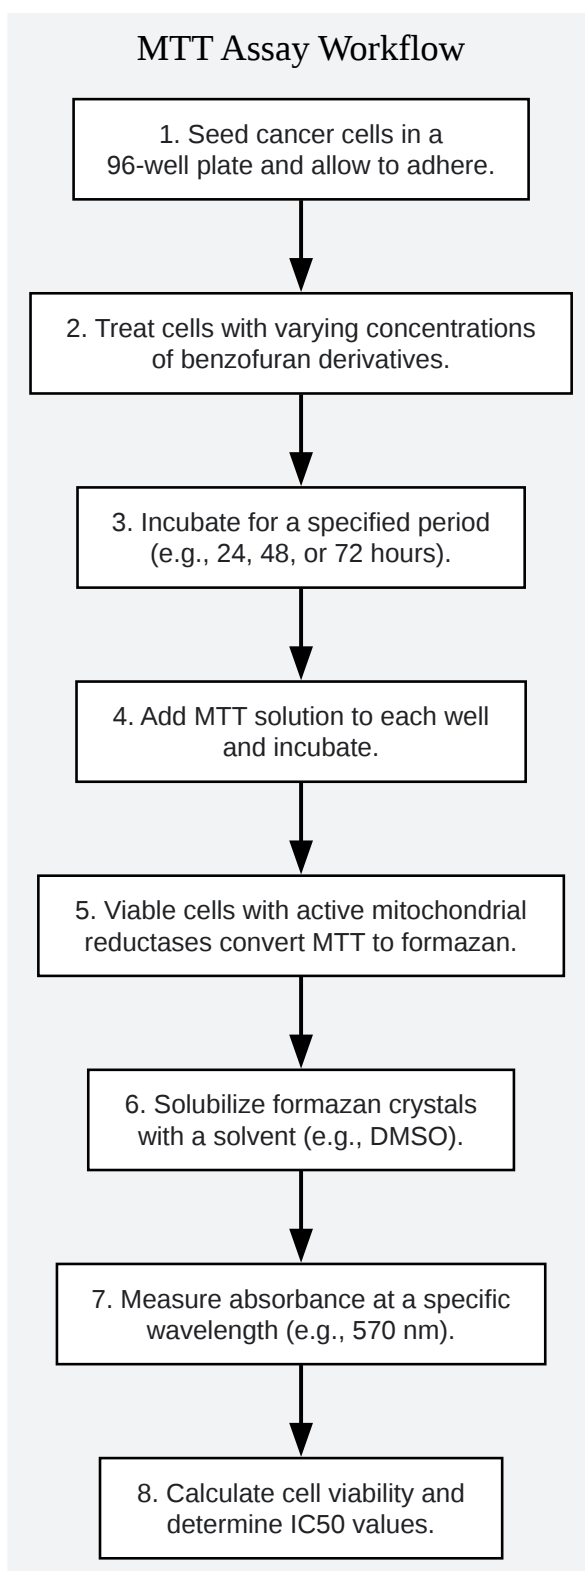 MTT Assay Workflow
1. Seed cancer cells in a
96-well plate and allow to adhere.
2. Treat cells with varying concentrations
of benzofuran derivatives.
3. Incubate for a specified period
(e.g., 24, 48, or 72 hours).
4. Add MTT solution to each well
and incubate.
5. Viable cells with active mitochondrial
reductases convert MTT to formazan.
6. Solubilize formazan crystals
with a solvent (e.g., DMSO).
7. Measure absorbance at a specific
wavelength (e.g., 570 nm).
8. Calculate cell viability and
determine IC50 values.